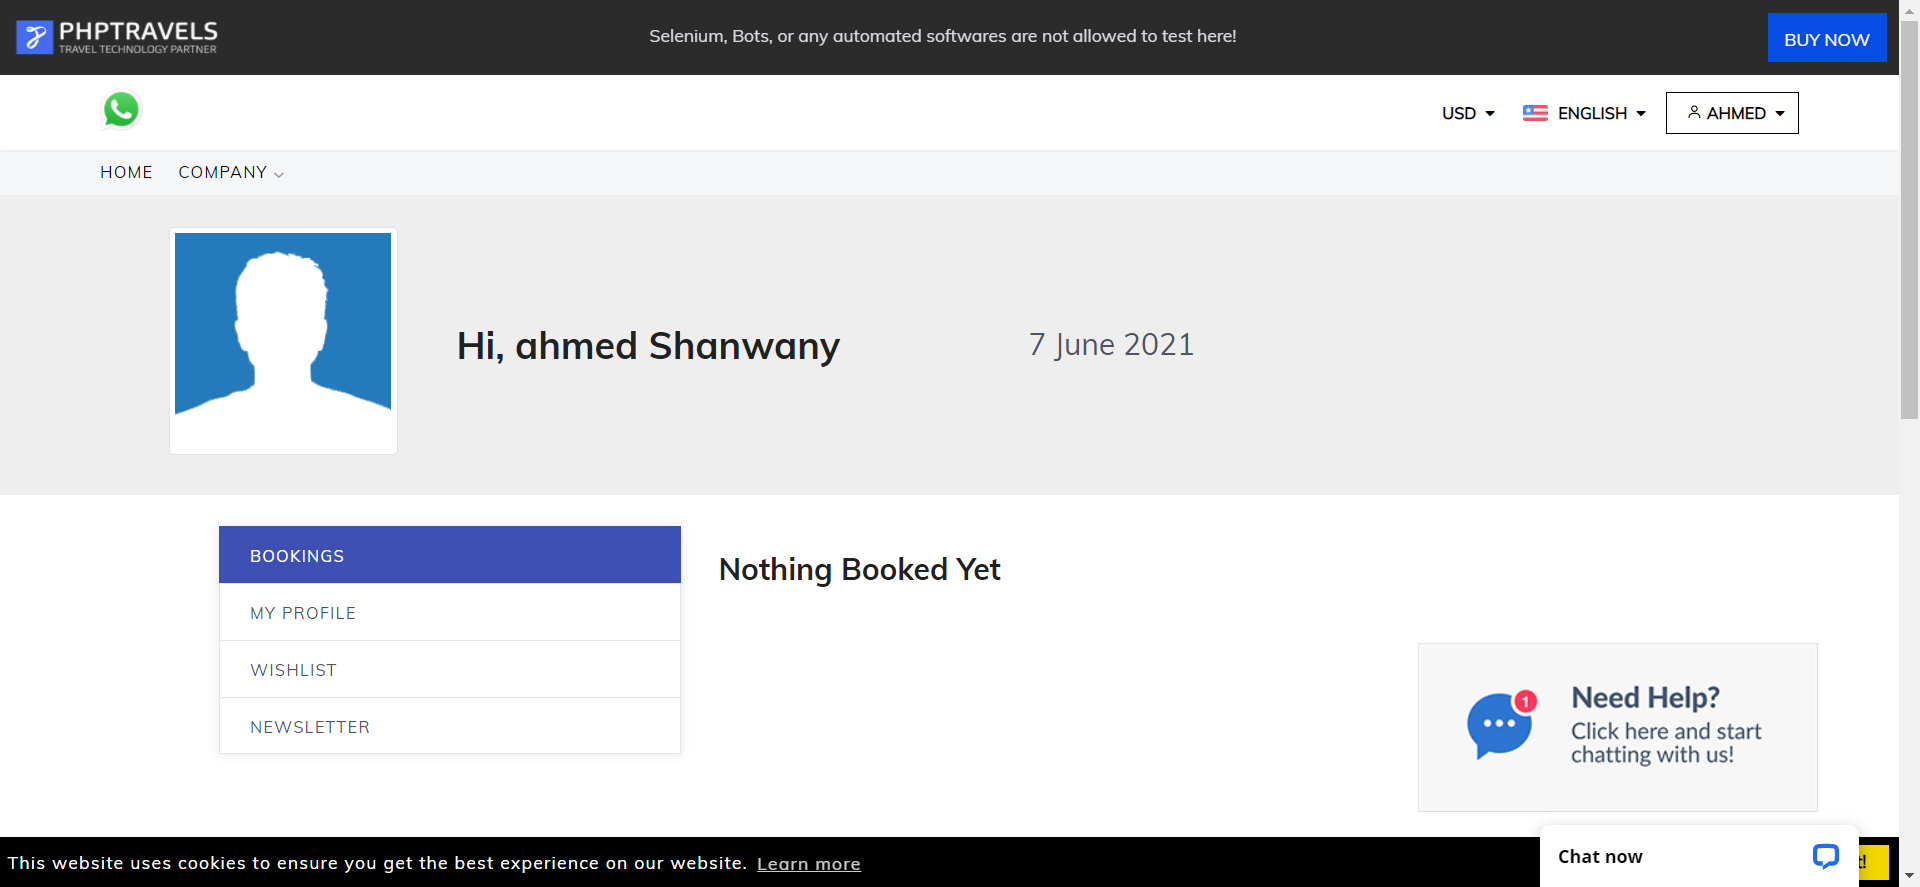 PHPTRAVELS
TRAVEL TECHNOLOGY PARTNER
Selenium, Bots, or any automated softwares are not allowed to test here!
BUY NOW
USD
ENGLISH
AHMED
HOME
COMPANY
Hi, ahmed Shanwany
7 June 2021
BOOKINGS
MY PROFILE
WISHLIST
NEWSLETTER
Nothing Booked Yet
1
Need Help?
Click here and start
chatting with us!
This website uses cookies to ensure you get the best experience on our website. Learn more
Chat now